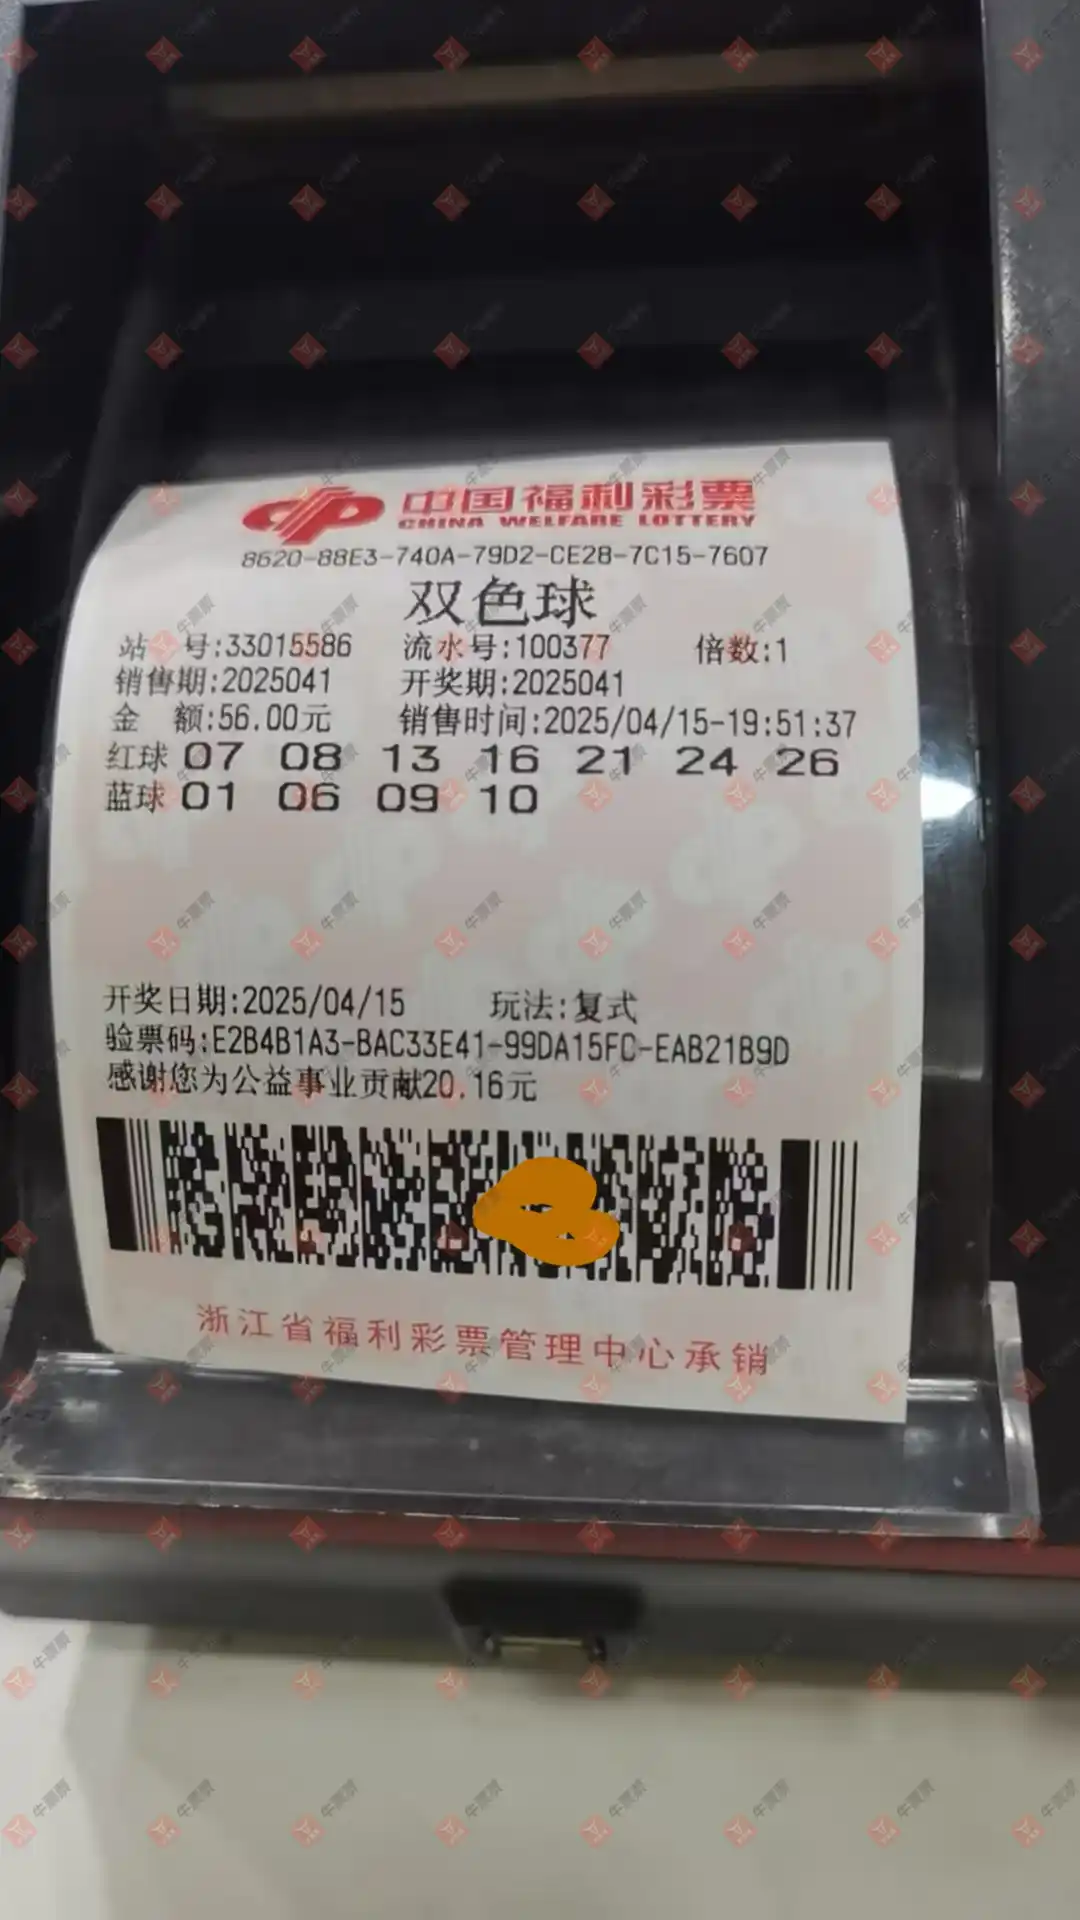 中国福利彩票
CHINA WELFARE LOTTERY
8620-88E3-740A-79D2-CE28-7C15-7607
双色球
站 号:33015586 流水号:100377 倍数:1
销售期:2025041 开奖期:2025041
金 额:56.00元 销售时间:2025/04/15-19:51:37
红球 07 08 13 16 21 24 26
蓝球 01 06 09 10
开奖日期:2025/04/15 玩法:复式
验票码:E2B4B1A3-BAC33E41-99DA15FC-EAB21B9D
感谢您为公益事业贡献20.16元
浙江省福利彩票管理中心承销
牛票票